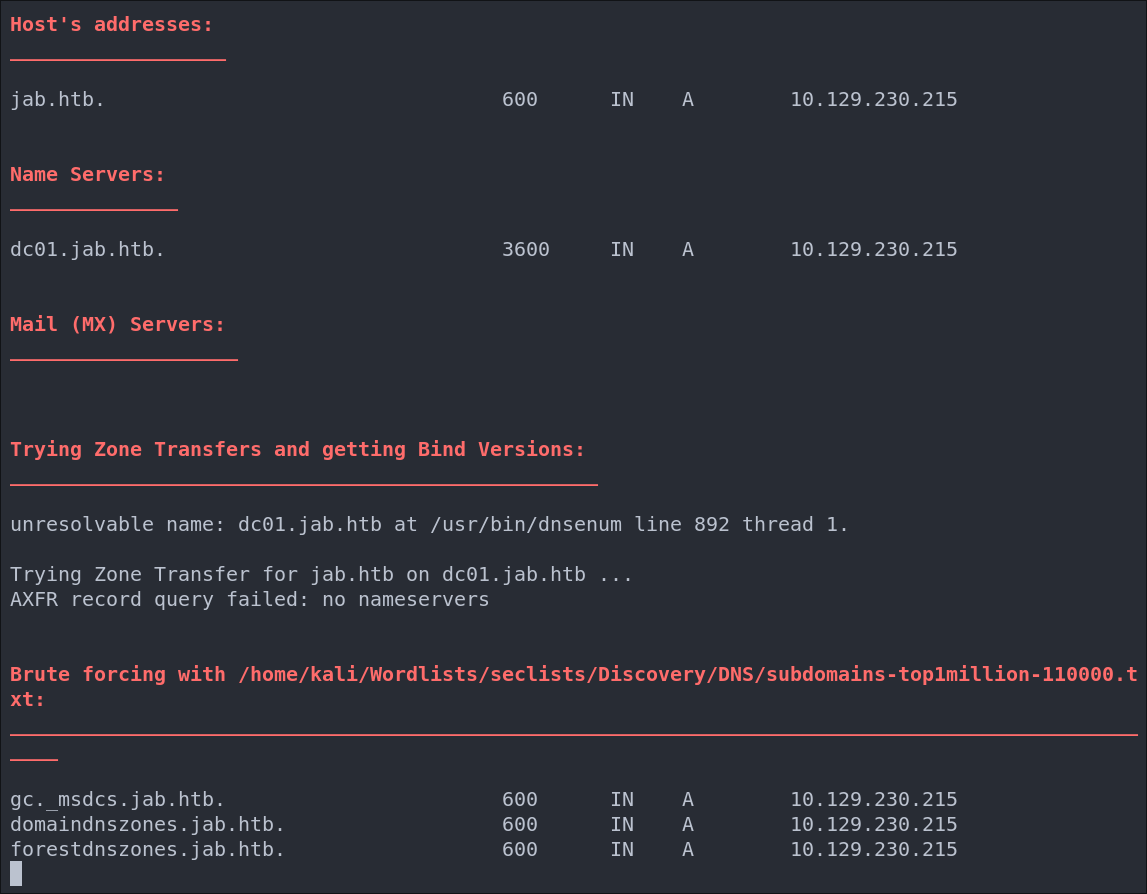 Host's addresses:
__________________
jab.htb.                                 600      IN    A        10.129.230.215
Name Servers:
______________
dc01.jab.htb.                            3600     IN    A        10.129.230.215
Mail (MX) Servers:
___________________
Trying Zone Transfers and getting Bind Versions:
_________________________________________________
unresolvable name: dc01.jab.htb at /usr/bin/dnsenum line 892 thread 1.
Trying Zone Transfer for jab.htb on dc01.jab.htb ...
AXFR record query failed: no nameservers
Brute forcing with /home/kali/Wordlists/seclists/Discovery/DNS/subdomains-top1million-110000.t
xt:
______________________________________________________________________________________________
____
gc._msdcs.jab.htb.                       600      IN    A        10.129.230.215
domaindnszones.jab.htb.                  600      IN    A        10.129.230.215
forestdnszones.jab.htb.                  600      IN    A        10.129.230.215